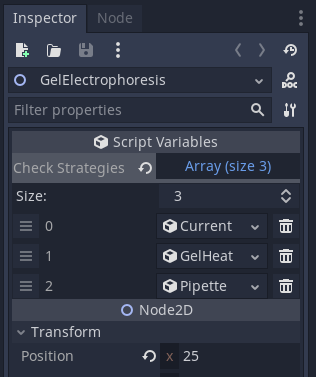 Inspector Node
DOC
GelElectrophoresis
Filter properties
Script Variables
Check Strategies Array (size 3)
Size: 3
0 Current
1 GelHeat
2 Pipette
Node2D
Transform
Position x 25